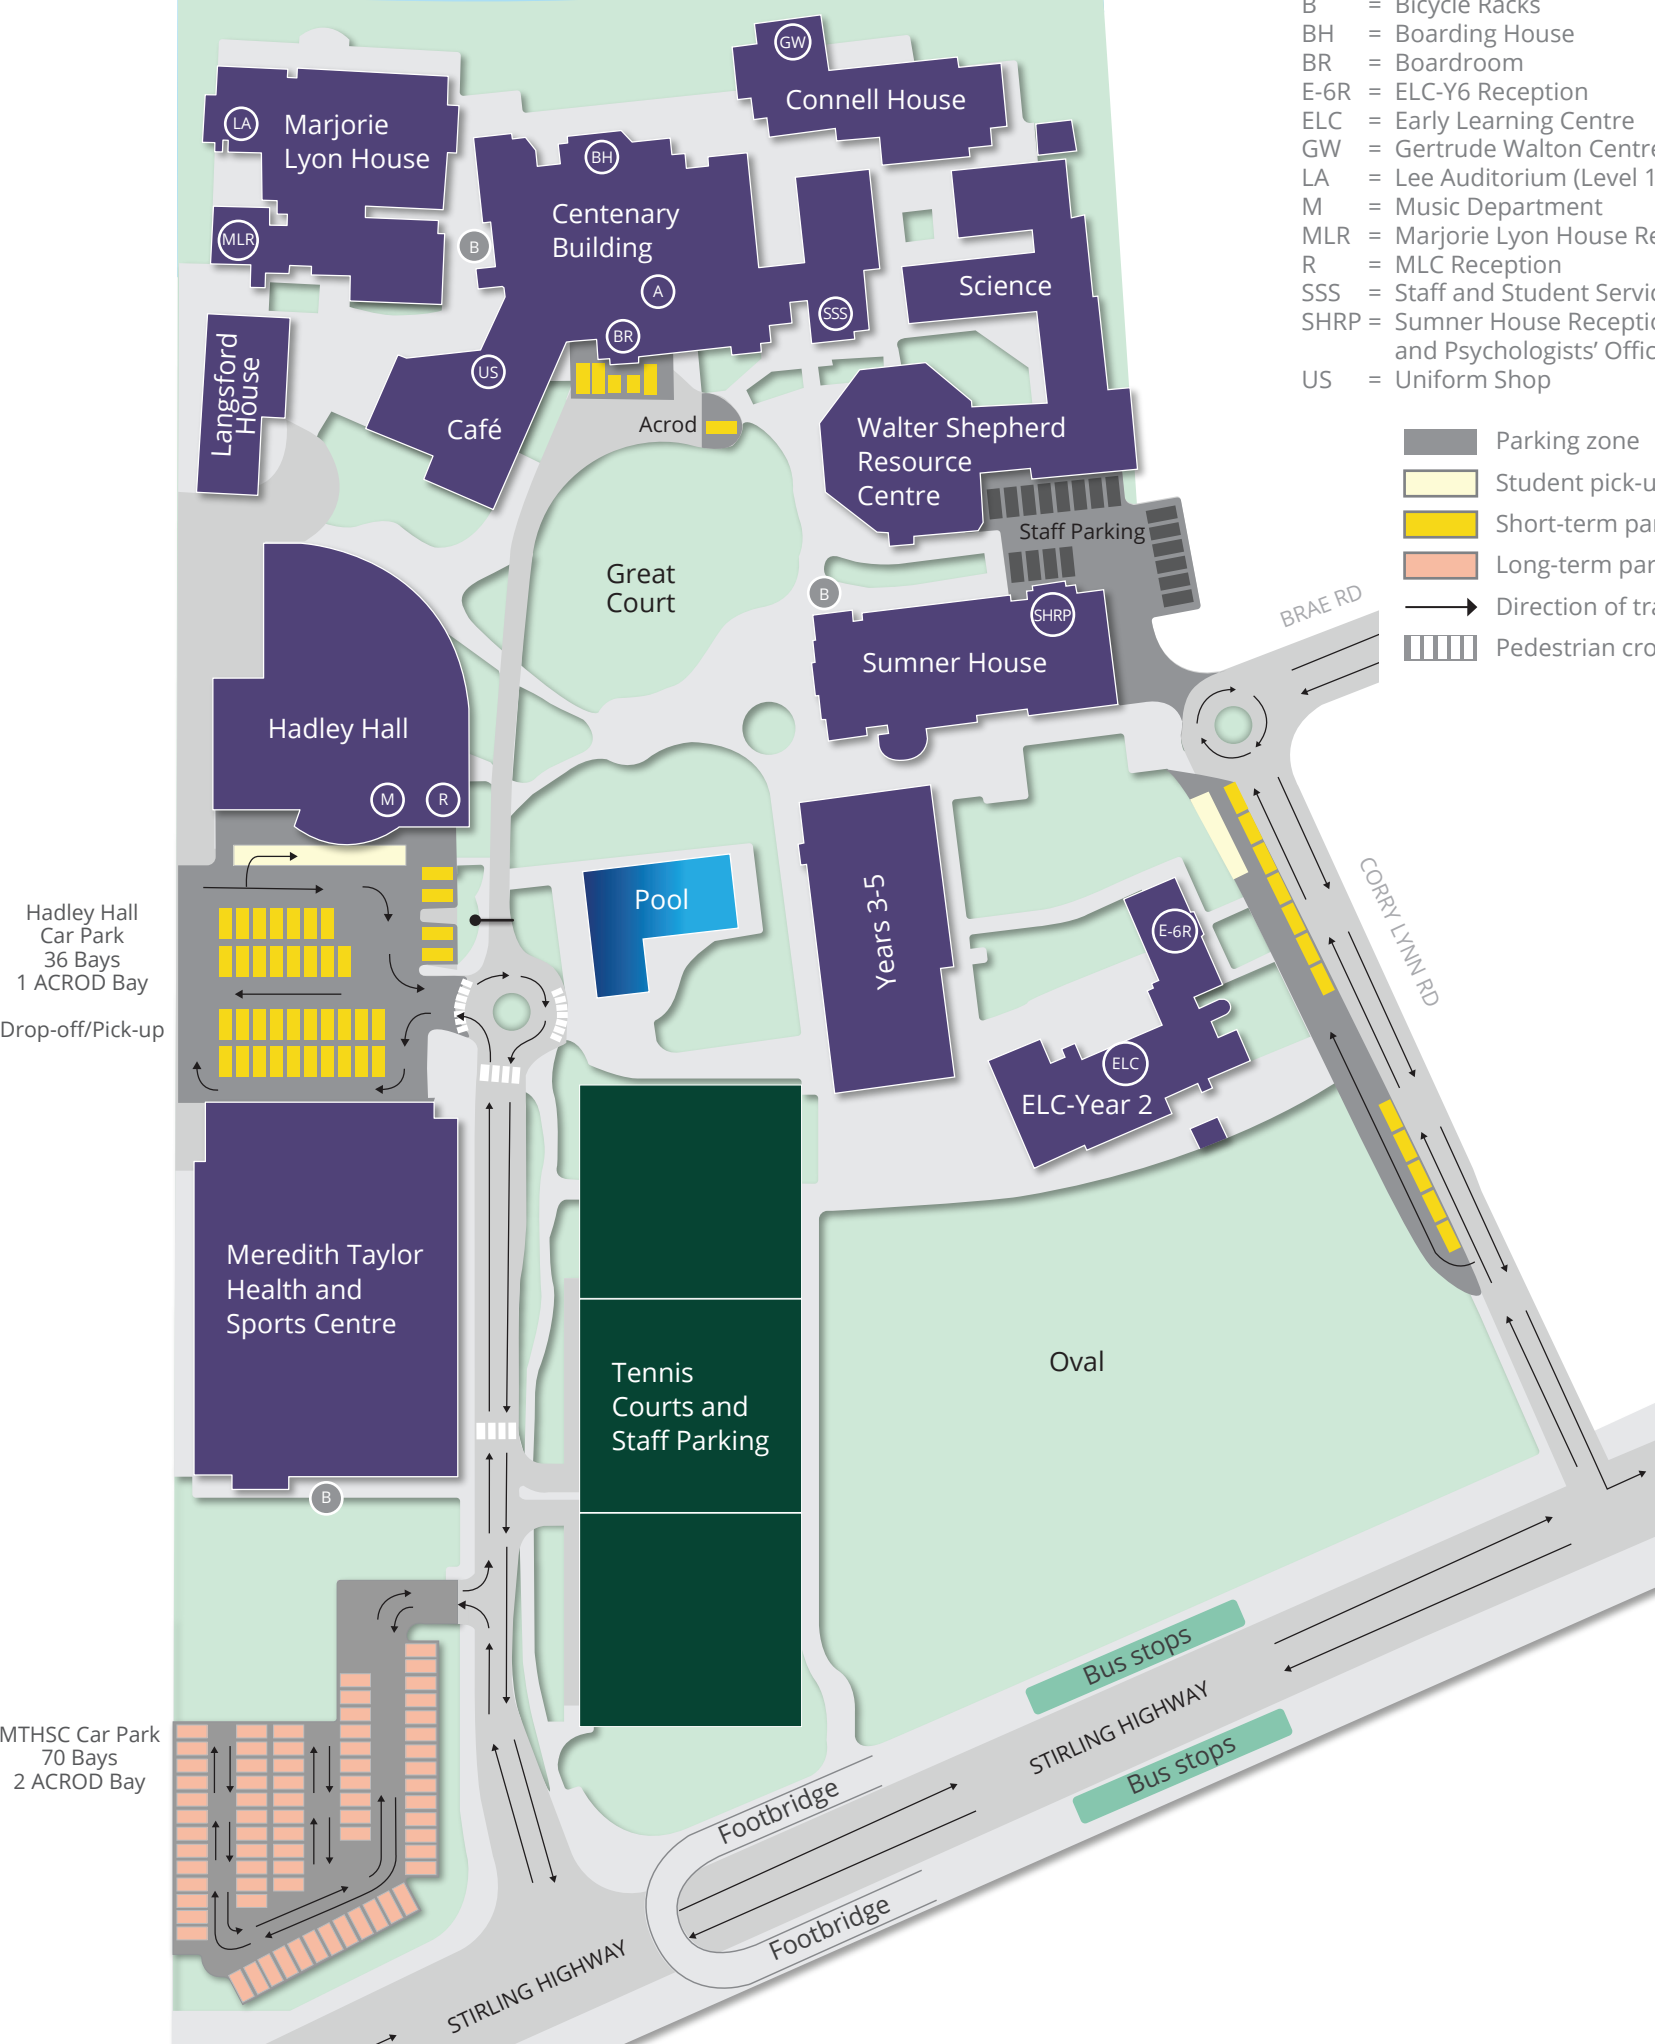 B = Bicycle Racks
BH = Boarding House
BR = Boardroom
E-6R = ELC-Y6 Reception
ELC = Early Learning Centre
GW = Gertrude Walton Centre
LA = Lee Auditorium (Level 1
M = Music Department
MLR = Marjorie Lyon House Re
R = MLC Reception
SSS = Staff and Student Servic
SHRP = Sumner House Receptio
and Psychologists’ Offic
US = Uniform Shop
Parking zone
Student pick-u
Short-term par
Long-term par
Direction of tra
Pedestrian cro
GW
Connell House
LA
Marjorie
Lyon House
MLR
B
BH
Centenary
Building
A
BR
SSS
Science
US
Café
Langsford
House
Acrod
Walter Shepherd
Resource
Centre
Staff Parking
Great
Court
B
SHRP
Sumner House
BRAE RD
Hadley Hall
M
R
Hadley Hall
Car Park
36 Bays
1 ACROD Bay
Drop-off/Pick-up
Pool
Years 3-5
E-6R
ELC
ELC-Year 2
CORRY LYNN RD
Meredith Taylor
Health and
Sports Centre
B
Tennis
Courts and
Staff Parking
Oval
MTHSC Car Park
70 Bays
2 ACROD Bay
Bus stops
STIRLING HIGHWAY
Bus stops
Footbridge
Footbridge
STIRLING HIGHWAY